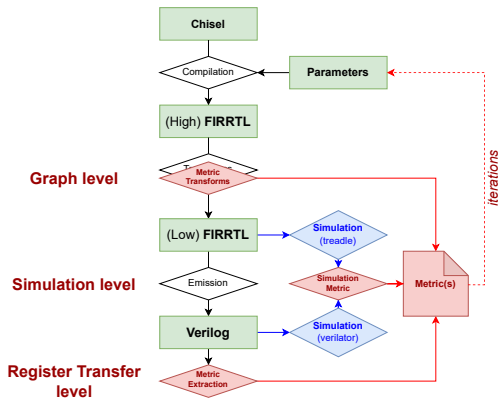 Chisel
Compilation
Parameters
(High) FIRRTL
Metric
Transforms
Graph level
iterations
(Low) FIRRTL
Simulation
(treadle)
Simulation level
Emission
Simulation
Metric
Metric(s)
Verilog
Simulation
(verilator)
Register Transfer
level
Metric
Extraction